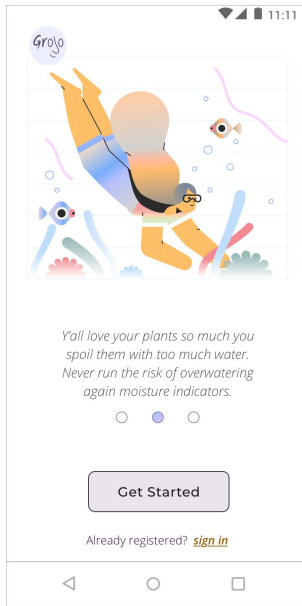 11:11
Grojo
Y'all love your plants so much you
spoil them with too much water.
Never run the risk of overwatering
again moisture indicators.
Get Started
Already registered? sign in